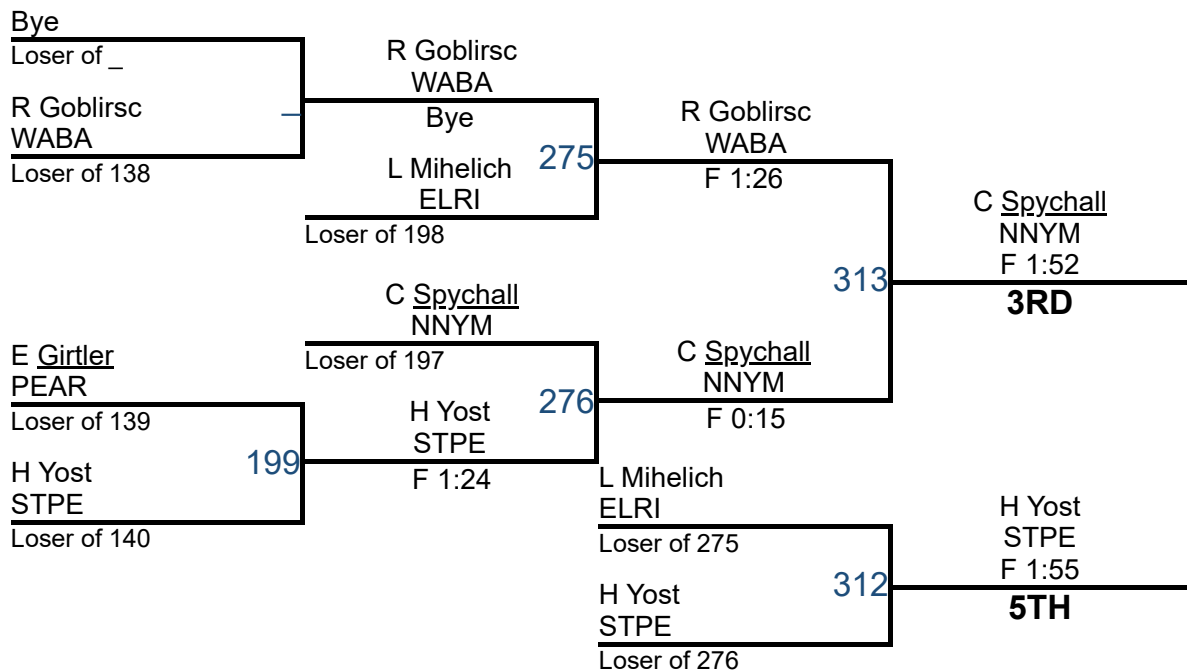 Bye
Loser of _
R Goblirsc
WABA
Loser of 138
_
R Goblirsc
WABA
Bye
L Mihelich
ELRI
Loser of 198
275
R Goblirsc
WABA
F 1:26
E Girtler
PEAR
Loser of 139
H Yost
STPE
Loser of 140
199
C Spychall
NNYM
Loser of 197
H Yost
STPE
F 1:24
276
C Spychall
NNYM
F 0:15
313
C Spychall
NNYM
F 1:52
3RD
L Mihelich
ELRI
Loser of 275
H Yost
STPE
Loser of 276
312
H Yost
STPE
F 1:55
5TH